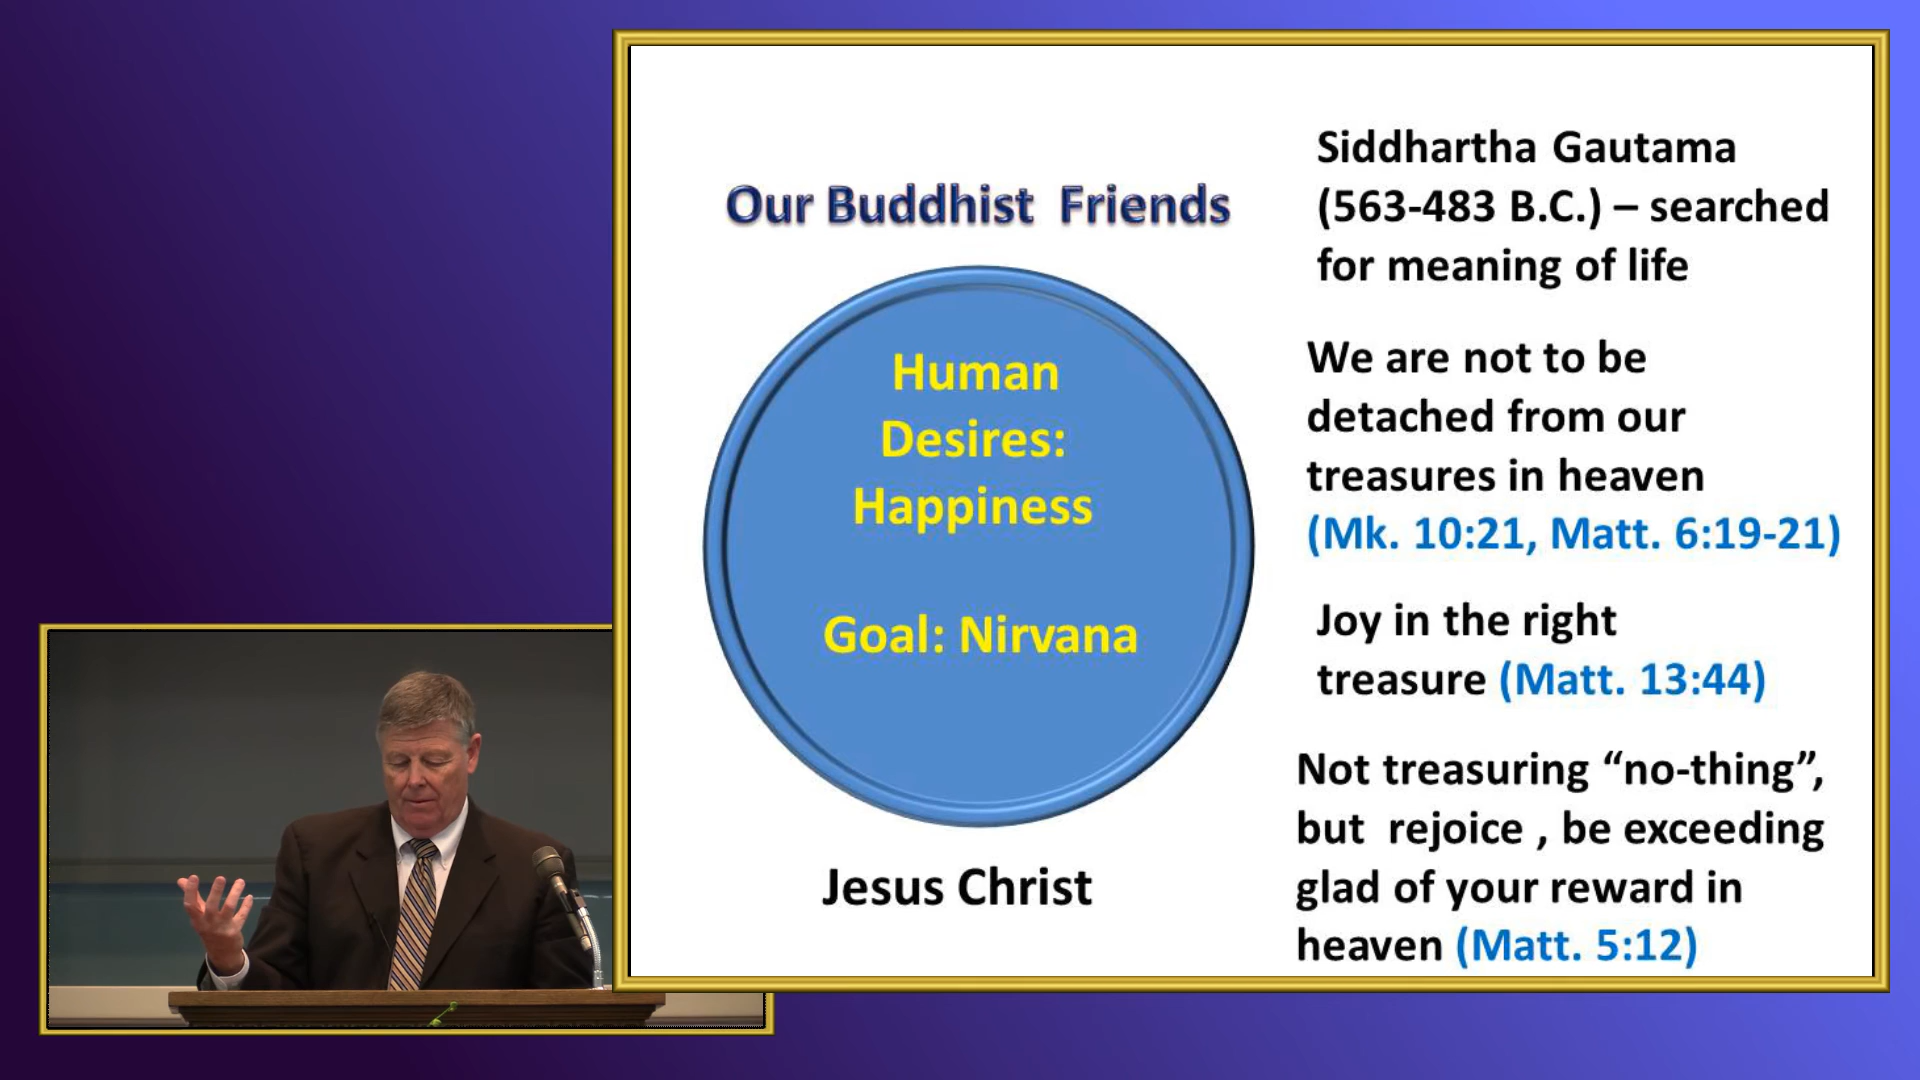 Our Buddhist  Friends
Human
Desires:
Happiness
Goal: Nirvana
Jesus Christ
Siddhartha Gautama
(563-483 B.C.) – searched
for meaning of life
We are not to be
detached from our
treasures in heaven
(Mk. 10:21, Matt. 6:19-21)
Joy in the right
treasure (Matt. 13:44)
Not treasuring “no-thing”,
but  rejoice , be exceeding
glad of your reward in
heaven (Matt. 5:12)